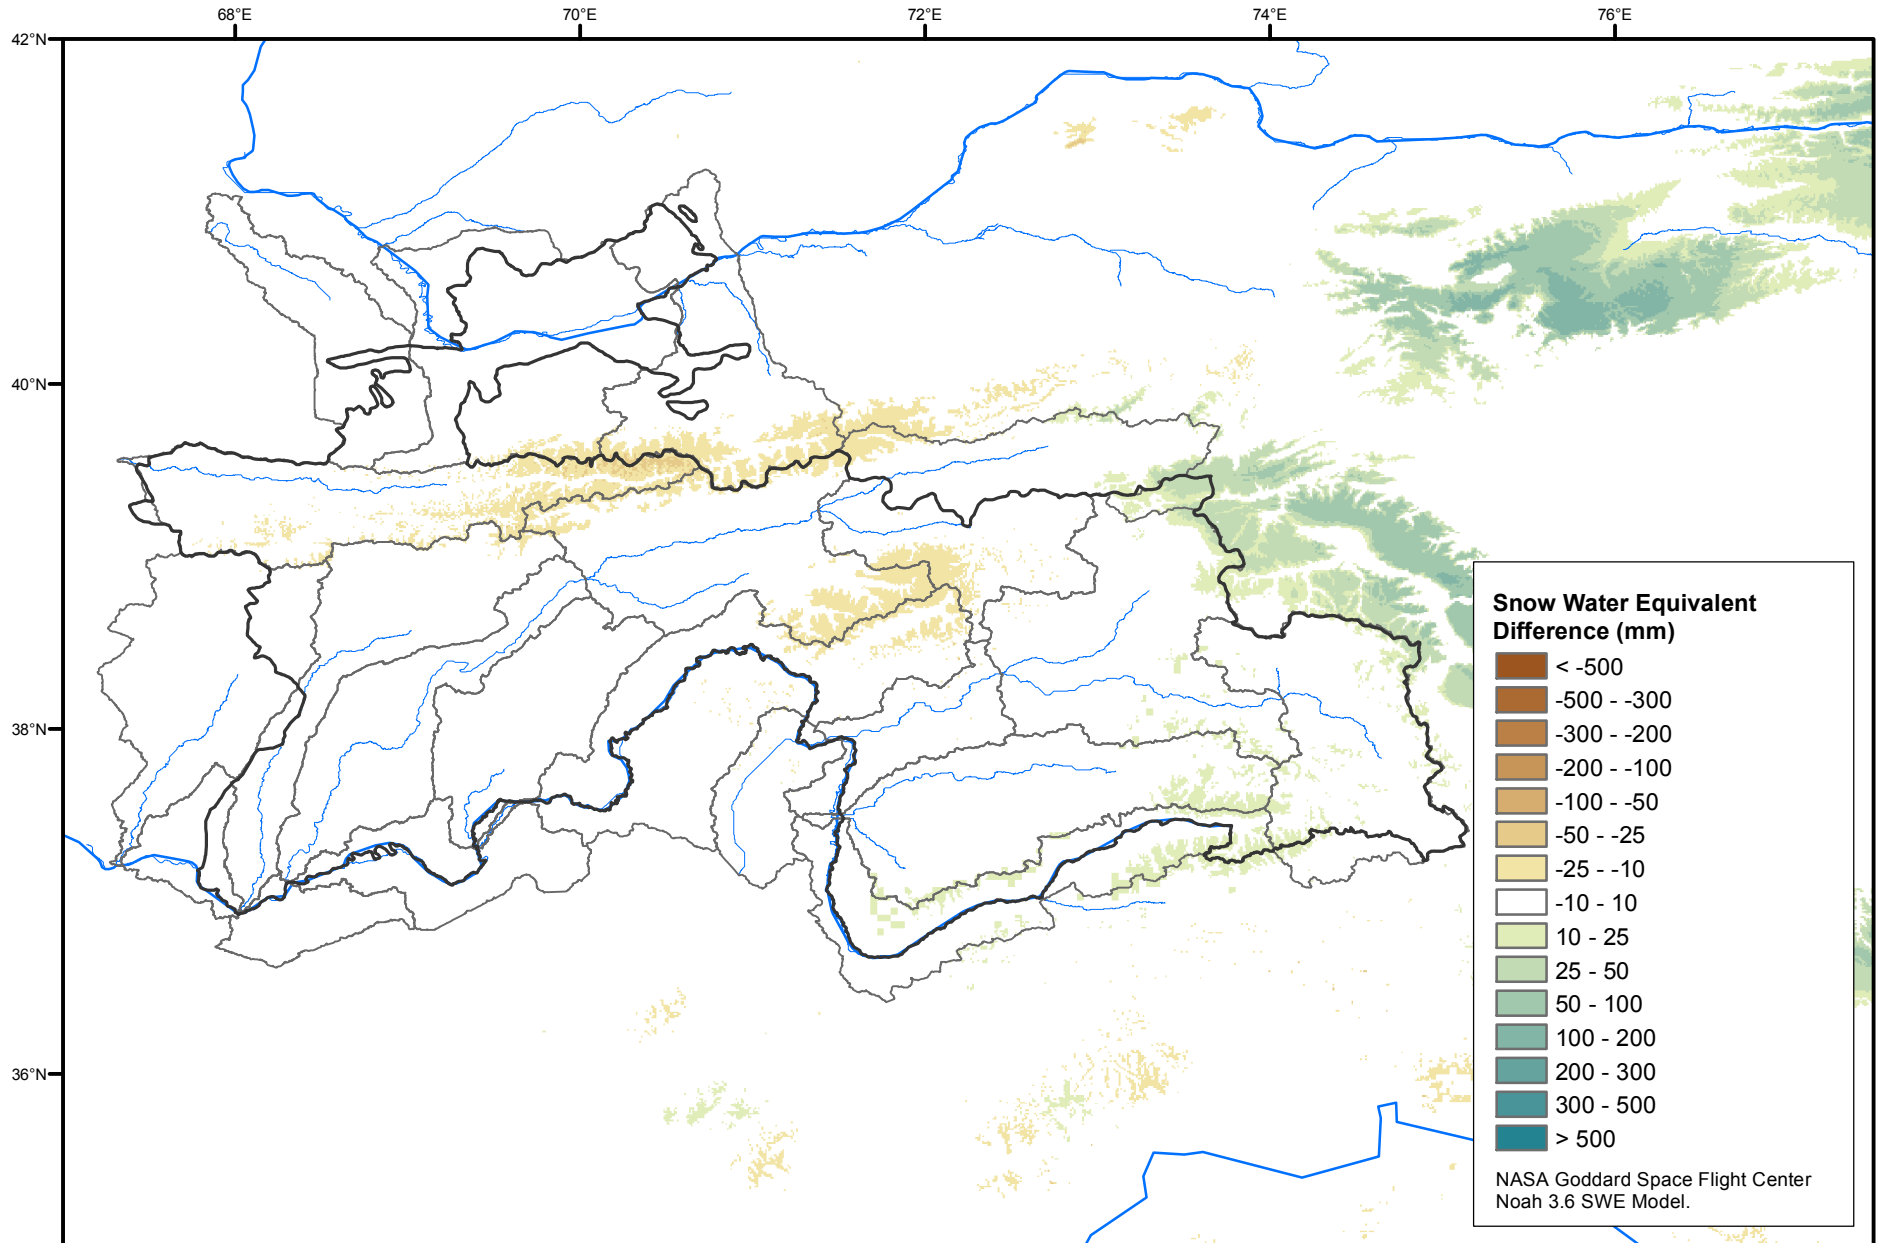 68°E
70°E
72°E
74°E
76°E
42°N
40°N
38°N
36°N
Snow Water Equivalent
Difference (mm)
< -500
-500 - -300
-300 - -200
-200 - -100
-100 - -50
-50 - -25
-25 - -10
-10 - 10
10 - 25
25 - 50
50 - 100
100 - 200
200 - 300
300 - 500
> 500
NASA Goddard Space Flight Center
Noah 3.6 SWE Model.